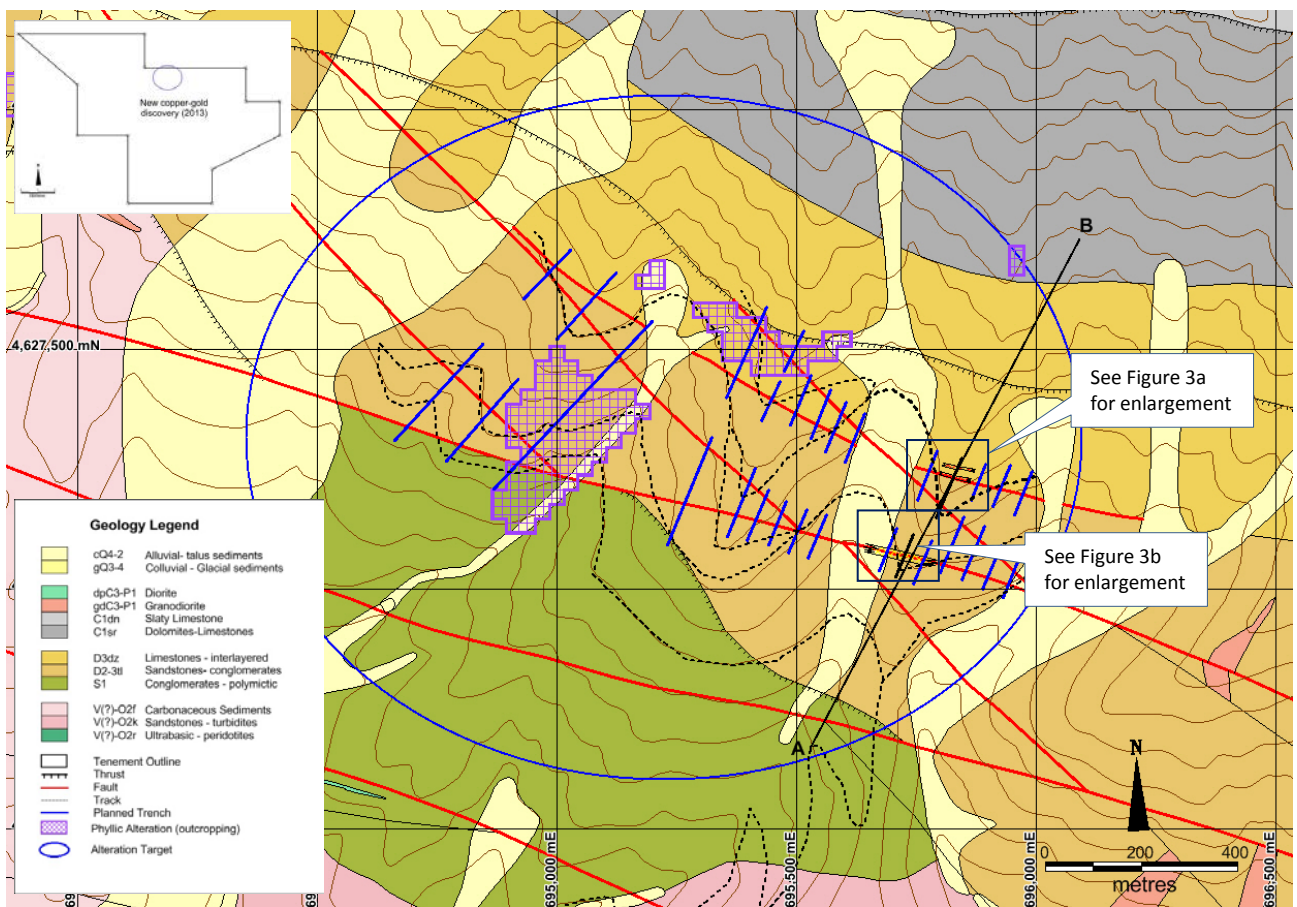 New copper-gold
discovery (2013)
B
4,627,500 mN
See Figure 3a
for enlargement
See Figure 3b
for enlargement
A
N
0 200 400
metres
695,000 mE
695,500 mE
696,000 mE
696,500 mE
Geology Legend
cQ4-2 Alluvial- talus sediments
gQ3-4 Colluvial - Glacial sediments
dpC3-P1 Diorite
gdC3-P1 Granodiorite
C1dn Slaty Limestone
C1sr Dolomites-Limestones
D3dz Limestones - interlayered
D2-3tl Sandstones- conglomerates
S1 Conglomerates - polymictic
V(?)-O2f Carbonaceous Sediments
V(?)-O2k Sandstones - turbidites
V(?)-O2r Ultrabasic - peridotites
Tenement Outline
Thrust
Fault
Track
Planned Trench
Phyllic Alteration (outcropping)
Alteration Target